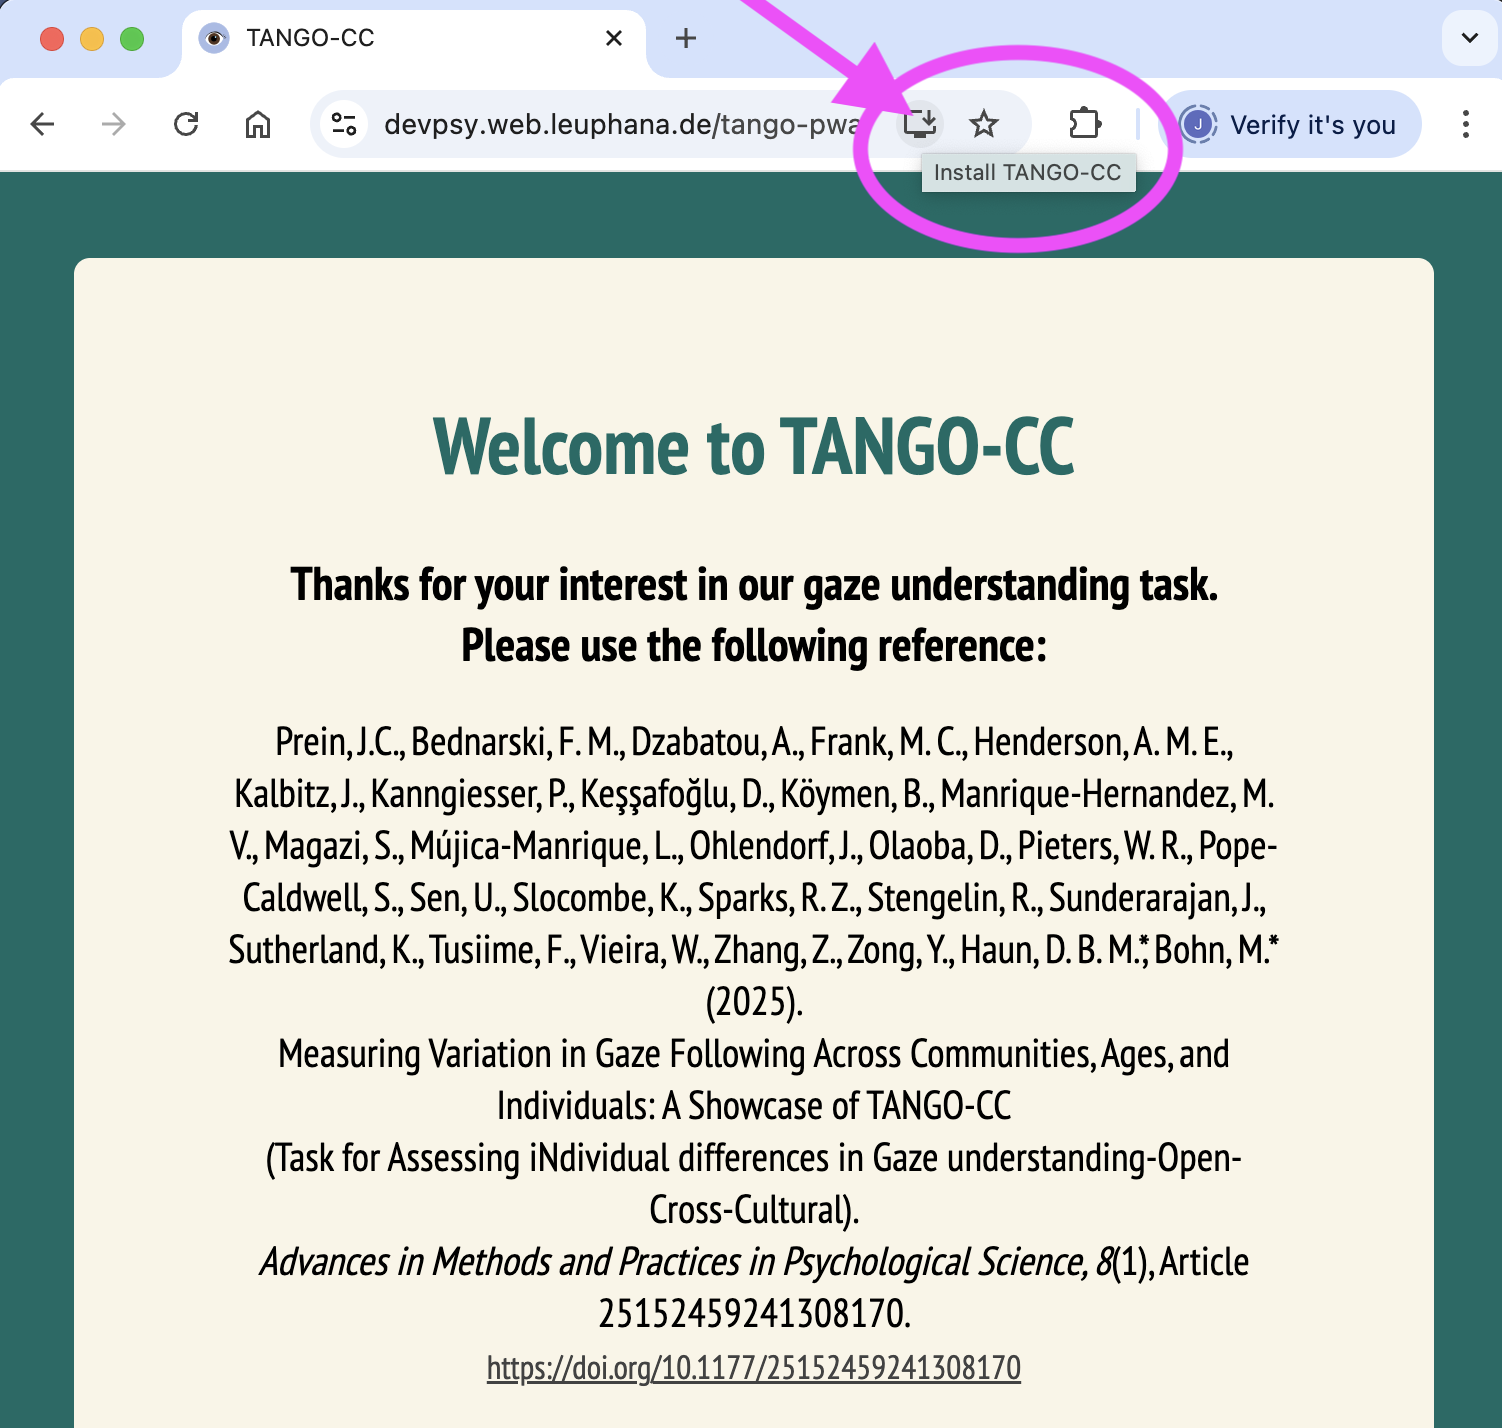 TANGO-CC
devpsy.web.leuphana.de/tango-pwa
J
Verify it's you
Install TANGO-CC
Welcome to TANGO-CC
Thanks for your interest in our gaze understanding task.
Please use the following reference:
Prein, J.C., Bednarski, F. M., Dzabatou, A., Frank, M. C., Henderson, A. M. E.,
Kalbitz, J., Kanngiesser, P., Keşşafoğlu, D., Köymen, B., Manrique-Hernandez, M.
V., Magazi, S., Mújica-Manrique, L., Ohlendorf, J., Olaoba, D., Pieters, W. R., Pope-
Caldwell, S., Sen, U., Slocombe, K., Sparks, R. Z., Stengelin, R., Sunderarajan, J.,
Sutherland, K., Tusiime, F., Vieira, W., Zhang, Z., Zong, Y., Haun, D. B. M.*, Bohn, M.*
(2025).
Measuring Variation in Gaze Following Across Communities, Ages, and
Individuals: A Showcase of TANGO-CC
(Task for Assessing iNdividual differences in Gaze understanding-Open-
Cross-Cultural).
Advances in Methods and Practices in Psychological Science, 8(1), Article
25152459241308170.
https://doi.org/10.1177/25152459241308170